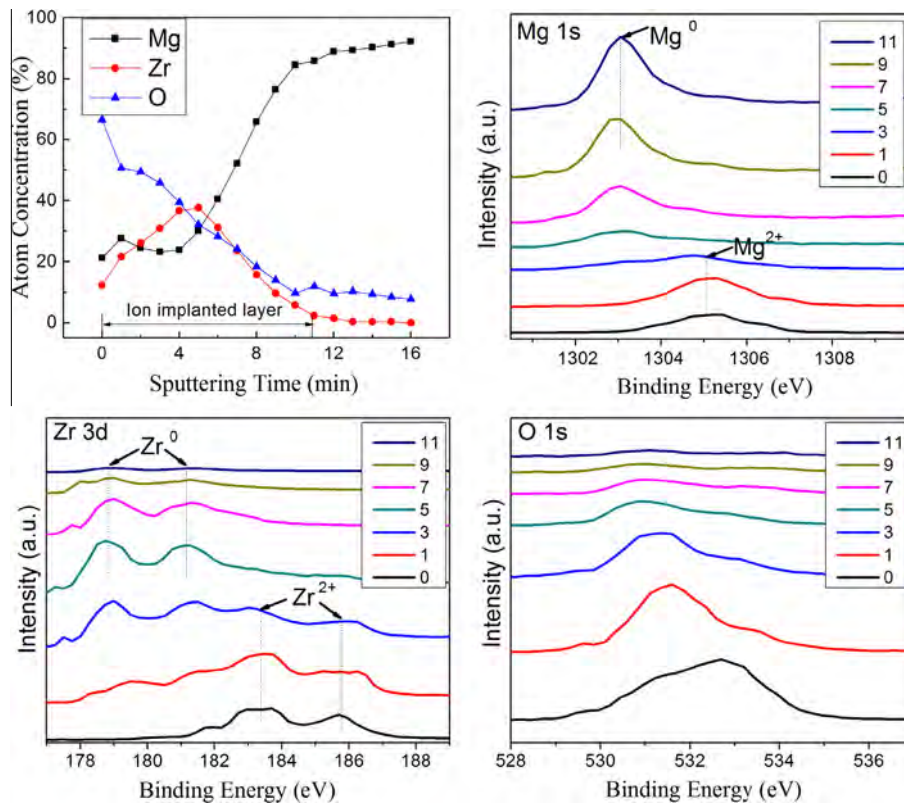 100
80
60
40
20
0
Atom Concentration (%)
Mg
Zr
O
Ion implanted layer
0 4 8 12 16
Sputtering Time (min)
Mg 1s
Mg⁰
Mg²⁺
11
9
7
5
3
1
0
Intensity (a.u.)
1302 1304 1306 1308
Binding Energy (eV)
Zr 3d
Zr⁰
Zr²⁺
11
9
7
5
3
1
0
Intensity (a.u.)
178 180 182 184 186 188
Binding Energy (eV)
O 1s
11
9
7
5
3
1
0
Intensity (a.u.)
528 530 532 534 536
Binding Energy (eV)